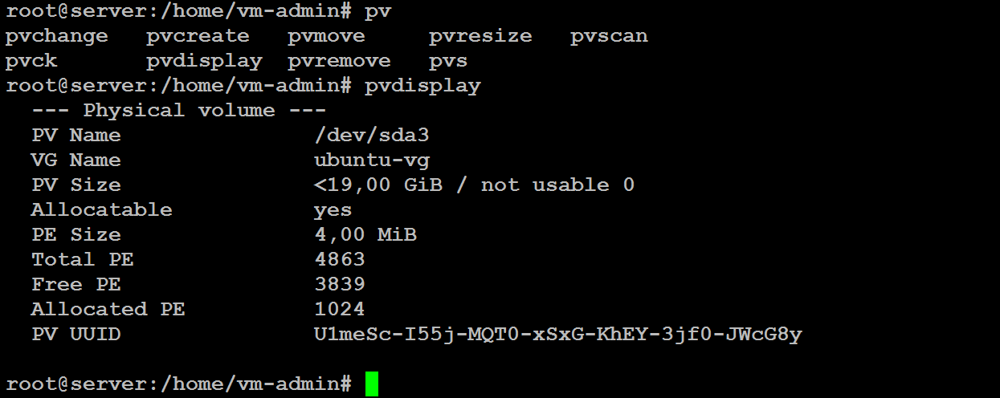 root@server:/home/vm-admin# pv
pvchange pvcreate pvmove pvresize pvscan
pvck pvdisplay pvremove pvs
root@server:/home/vm-admin# pvdisplay
--- Physical volume ---
PV Name /dev/sda3
VG Name ubuntu-vg
PV Size <19,00 GiB / not usable 0
Allocatable yes
PE Size 4,00 MiB
Total PE 4863
Free PE 3839
Allocated PE 1024
PV UUID U1meSc-I55j-MQT0-xSxG-KhEY-3jf0-JWcG8y
root@server:/home/vm-admin#